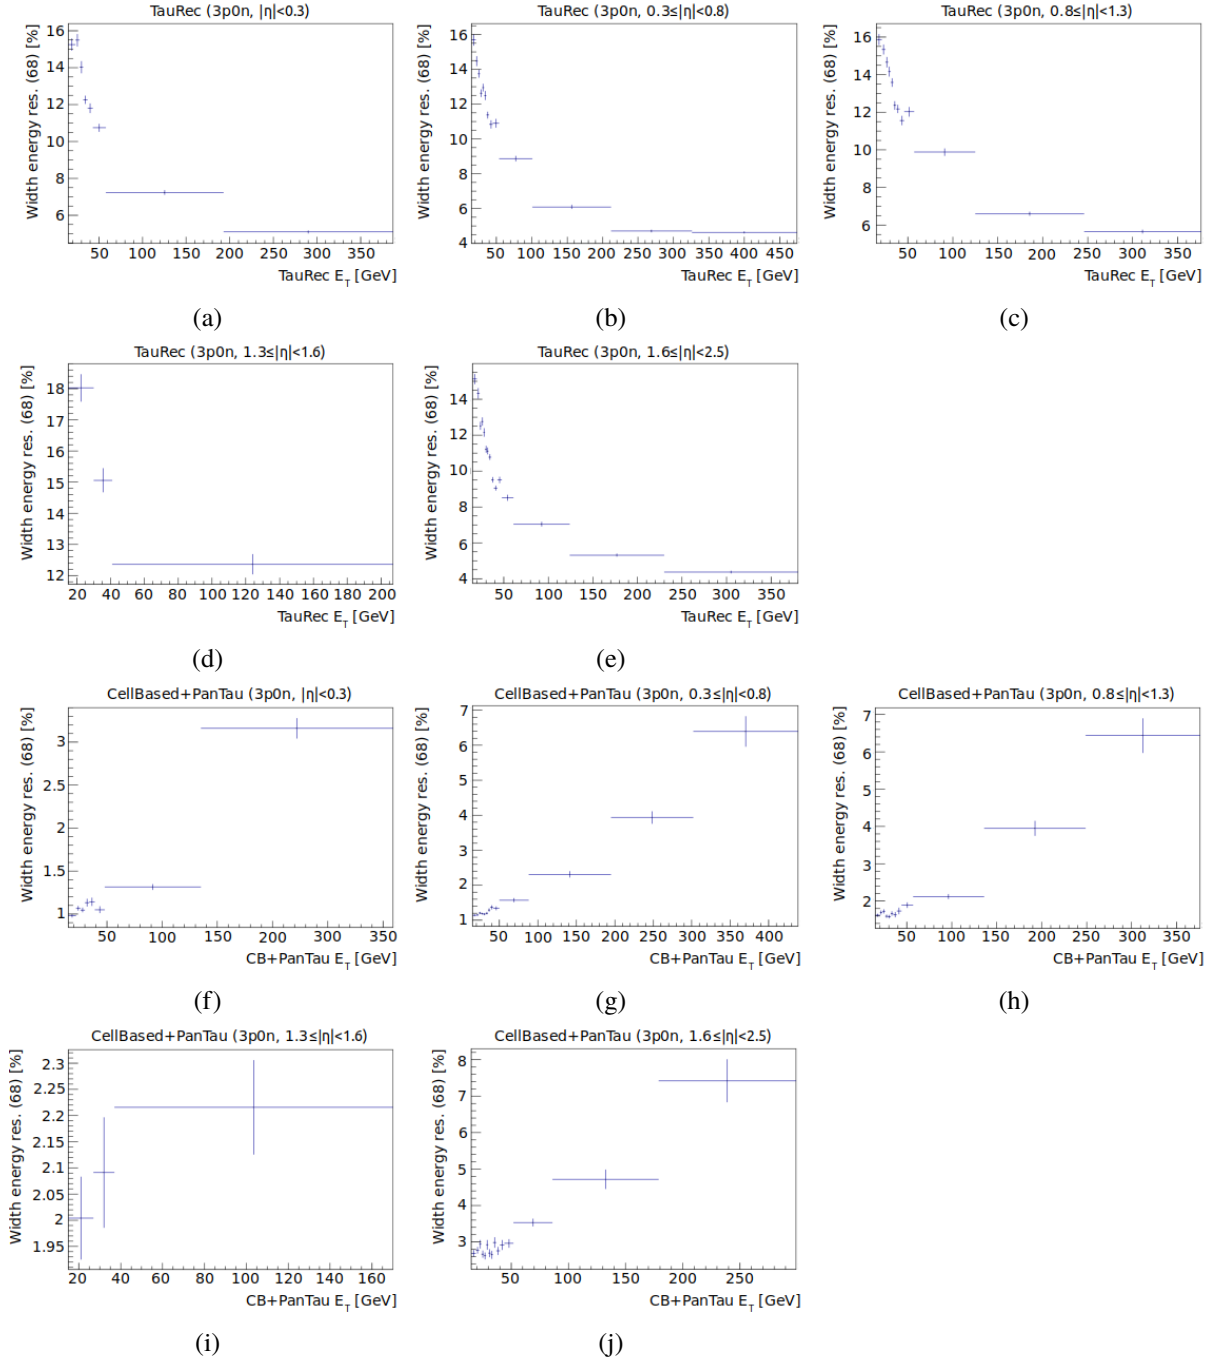 TauRec (3p0n, |η|<0.3)
Width energy res. (68) [%]
16
14
12
10
8
6
50 100 150 200 250 300 350
TauRec E_T [GeV]
(a)
TauRec (3p0n, 0.3≤|η|<0.8)
Width energy res. (68) [%]
16
14
12
10
8
6
4
50 100 150 200 250 300 350 400 450
TauRec E_T [GeV]
(b)
TauRec (3p0n, 0.8≤|η|<1.3)
Width energy res. (68) [%]
16
14
12
10
8
6
50 100 150 200 250 300 350
TauRec E_T [GeV]
(c)
TauRec (3p0n, 1.3≤|η|<1.6)
Width energy res. (68) [%]
18
17
16
15
14
13
12
20 40 60 80 100 120 140 160 180 200
TauRec E_T [GeV]
(d)
TauRec (3p0n, 1.6≤|η|<2.5)
Width energy res. (68) [%]
14
12
10
8
6
4
50 100 150 200 250 300 350
TauRec E_T [GeV]
(e)
CellBased+PanTau (3p0n, |η|<0.3)
Width energy res. (68) [%]
3
2.5
2
1.5
1
50 100 150 200 250 300 350
CB+PanTau E_T [GeV]
(f)
CellBased+PanTau (3p0n, 0.3≤|η|<0.8)
Width energy res. (68) [%]
7
6
5
4
3
2
1
50 100 150 200 250 300 350 400
CB+PanTau E_T [GeV]
(g)
CellBased+PanTau (3p0n, 0.8≤|η|<1.3)
Width energy res. (68) [%]
7
6
5
4
3
2
50 100 150 200 250 300 350
CB+PanTau E_T [GeV]
(h)
CellBased+PanTau (3p0n, 1.3≤|η|<1.6)
Width energy res. (68) [%]
2.3
2.25
2.2
2.15
2.1
2.05
2
1.95
20 40 60 80 100 120 140 160
CB+PanTau E_T [GeV]
(i)
CellBased+PanTau (3p0n, 1.6≤|η|<2.5)
Width energy res. (68) [%]
8
7
6
5
4
3
50 100 150 200 250
CB+PanTau E_T [GeV]
(j)